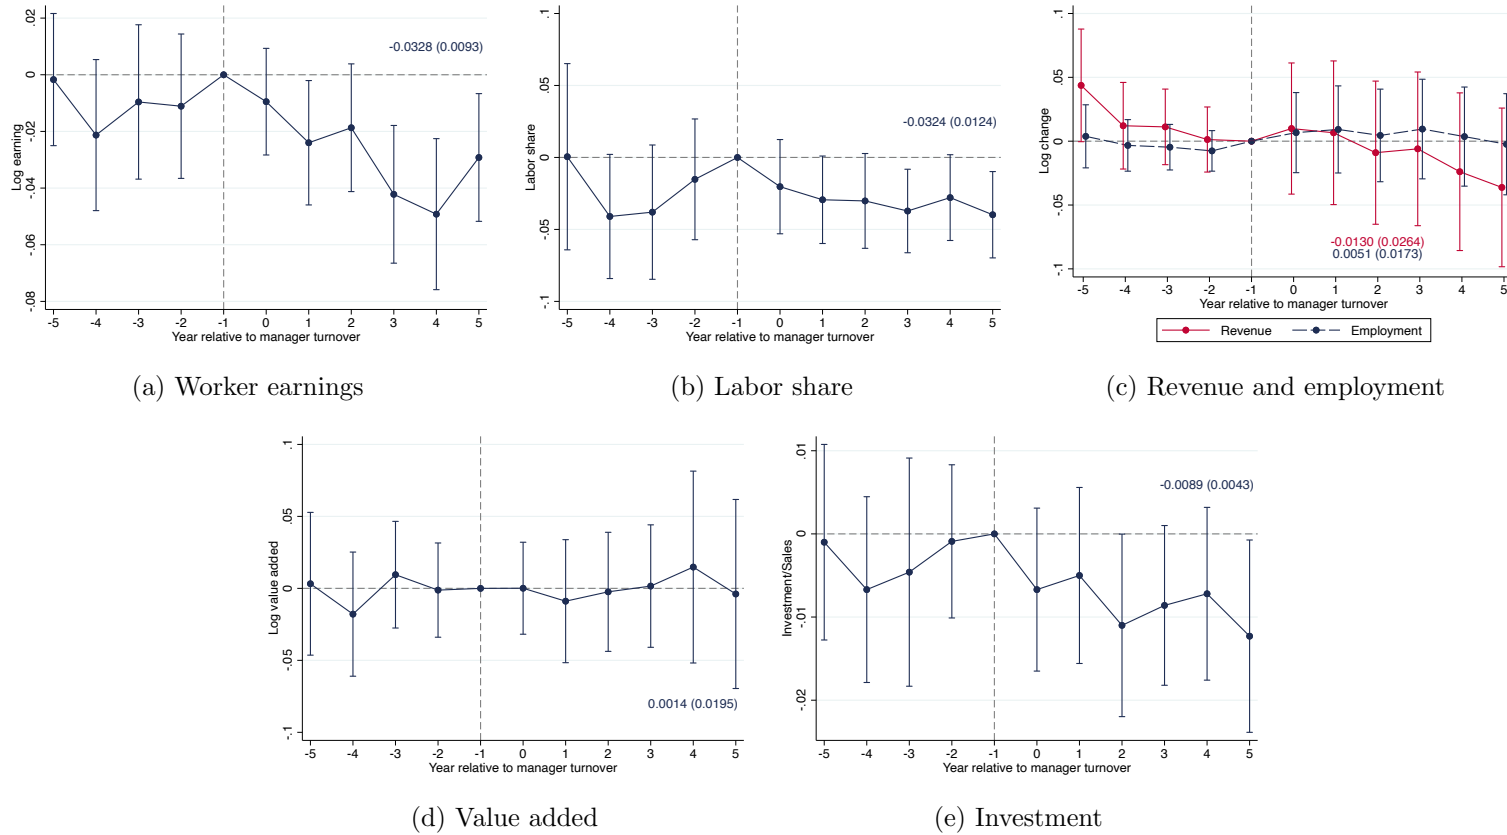 .02
0
-.02
-.04
-.06
-.08
Log earning
-0.0328 (0.0093)
-5 -4 -3 -2 -1 0 1 2 3 4 5
Year relative to manager turnover
(a) Worker earnings
.1
.05
0
-.05
-.1
Labor share
-0.0324 (0.0124)
-5 -4 -3 -2 -1 0 1 2 3 4 5
Year relative to manager turnover
(b) Labor share
.1
.05
0
-.05
-.1
Log change
-0.0130 (0.0264)
0.0051 (0.0173)
-5 -4 -3 -2 -1 0 1 2 3 4 5
Year relative to manager turnover
Revenue Employment
(c) Revenue and employment
.1
.05
0
-.05
-.1
Log value added
0.0014 (0.0195)
-5 -4 -3 -2 -1 0 1 2 3 4 5
Year relative to manager turnover
(d) Value added
.01
0
-.01
-.02
Investment/Sales
-0.0089 (0.0043)
-5 -4 -3 -2 -1 0 1 2 3 4 5
Year relative to manager turnover
(e) Investment